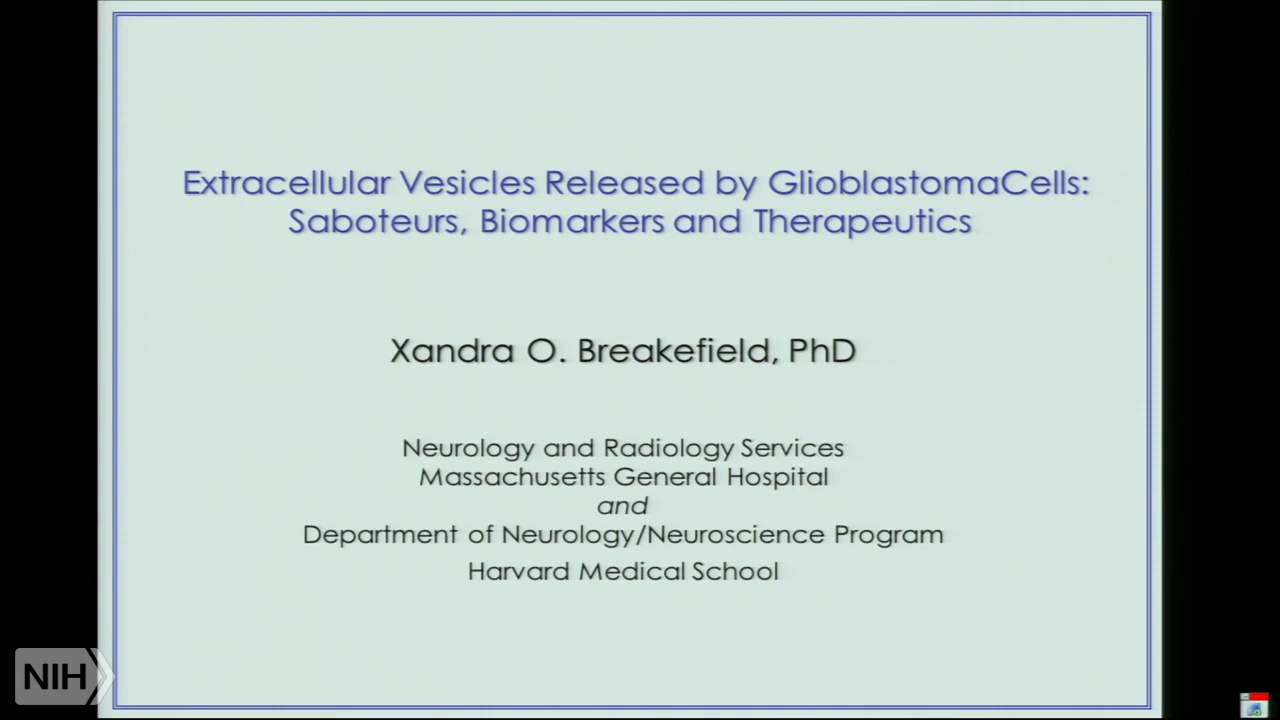 Extracellular Vesicles Released by GlioblastomaCells:
Saboteurs, Biomarkers and Therapeutics
Xandra O. Breakefield, PhD
Neurology and Radiology Services
Massachusetts General Hospital
and
Department of Neurology/Neuroscience Program
Harvard Medical School
NIH